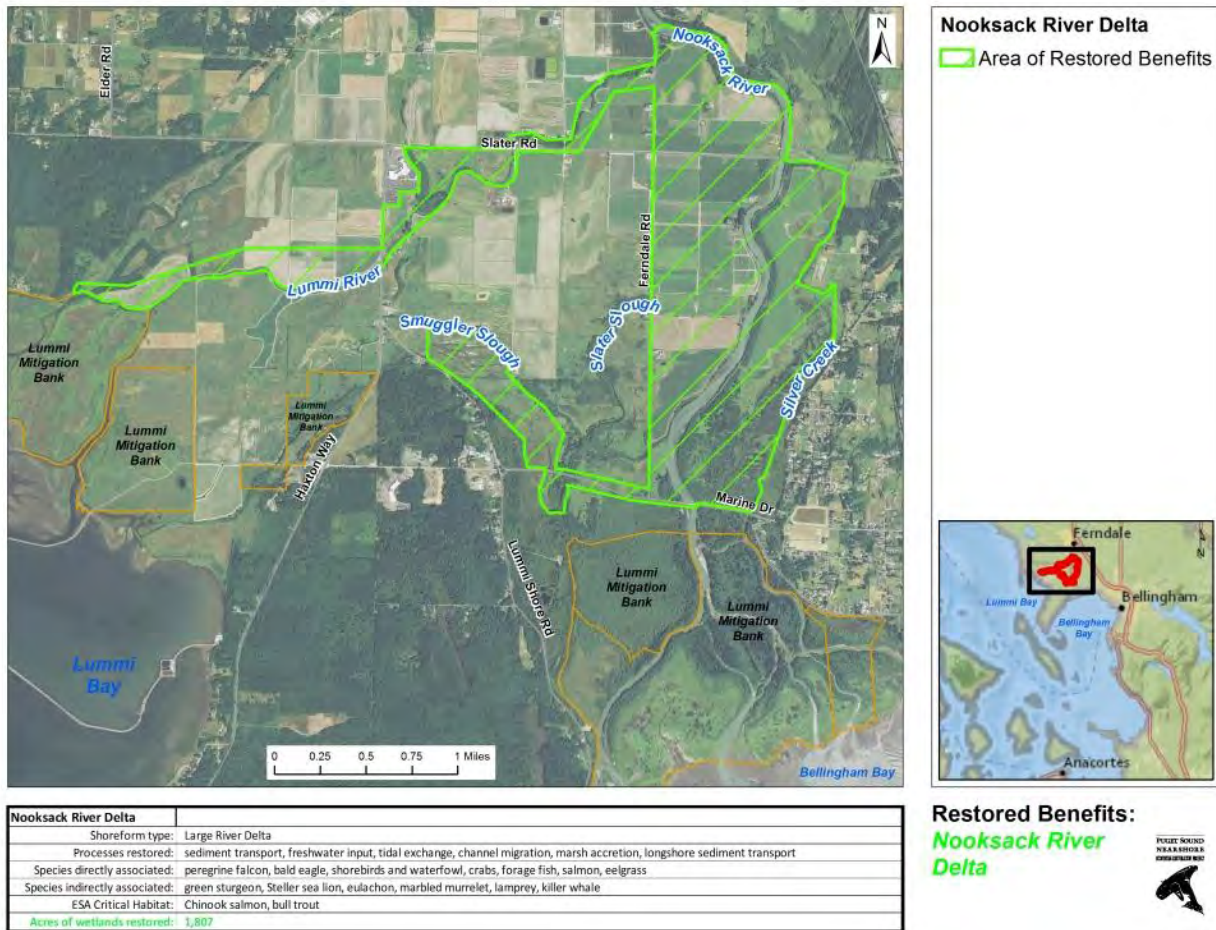 N
Nooksack River
Elder Rd
Slater Rd
Ferndale Rd
Lummi River
Smuggler Slough
Slater Slough
Silver Creek
Lummi
Mitigation
Bank
Lummi
Mitigation
Bank
Lummi
Mitigation
Bank
Haxton Way
Marine Dr
Lummi Shore Rd
Lummi
Mitigation
Bank
Lummi
Mitigation
Bank
Lummi
Bay
0 0.25 0.5 0.75 1 Miles
Bellingham Bay
Nooksack River Delta
Area of Restored Benefits
N
Ferndale
Lummi Bay
Bellingham
Bellingham
Bay
Anacortes
Nooksack River Delta
Shoreform type: Large River Delta
Processes restored: sediment transport, freshwater input, tidal exchange, channel migration, marsh accretion, longshore sediment transport
Species directly associated: peregrine falcon, bald eagle, shorebirds and waterfowl, crabs, forage fish, salmon, eelgrass
Species indirectly associated: green sturgeon, Steller sea lion, eulachon, marbled murrelet, lamprey, killer whale
ESA Critical Habitat: Chinook salmon, bull trout
Acres of wetlands restored: 1,807
Restored Benefits:
Nooksack River
Delta
PUGET SOUND
NEARSHORE